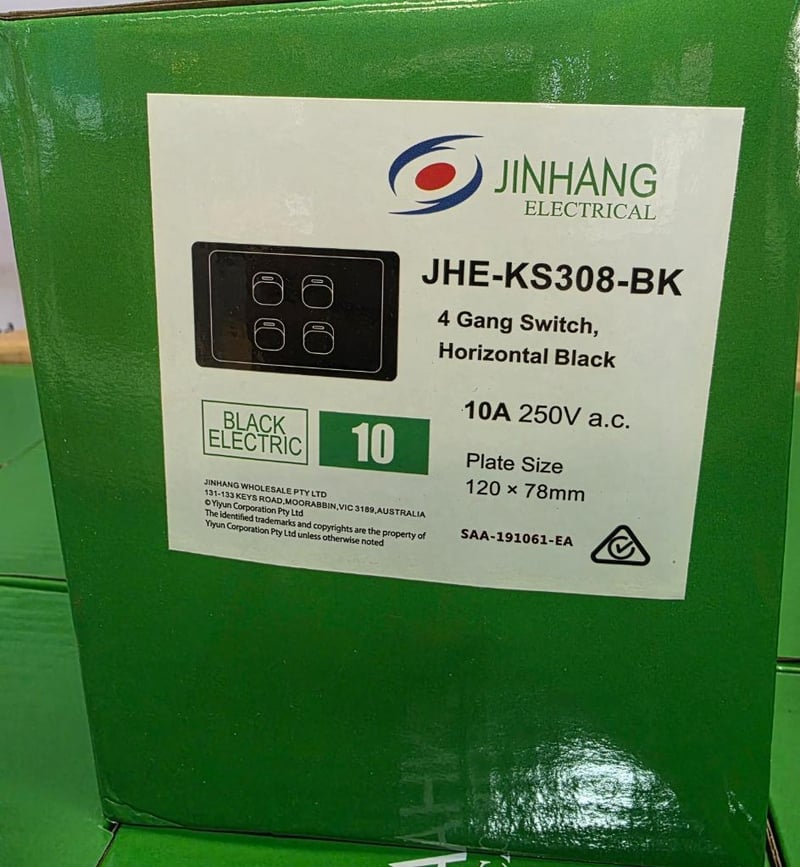 JINHANG
ELECTRICAL
JHE-KS308-BK
4 Gang Switch,
Horizontal Black
BLACK
ELECTRIC
10
10A 250V a.c.
Plate Size
120 × 78mm
JINHANG WHOLESALE PTY LTD
131-133 KEYS ROAD,MOORABBIN,VIC 3189,AUSTRALIA
©Yiyun Corporation Pty Ltd
The identified trademarks and copyrights are the property of
Yiyun Corporation Pty Ltd unless otherwise noted
SAA-191061-EA